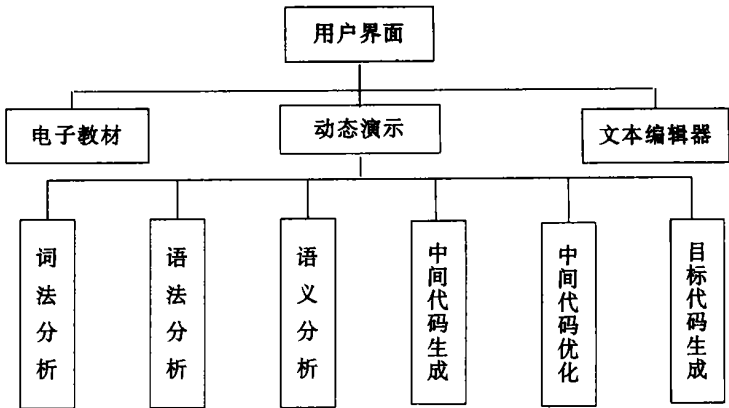 用户界面
电子教材
动态演示
文本编辑器
词法分析
语法分析
语义分析
中间代码生成
中间代码优化
目标代码生成